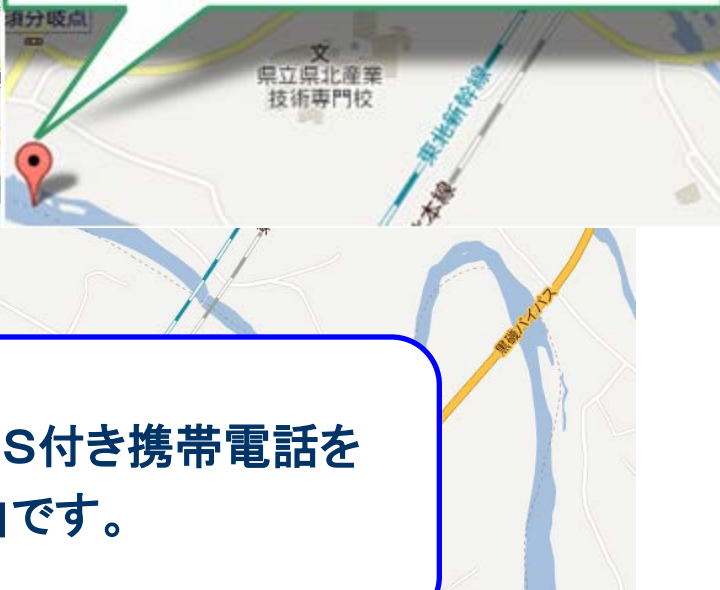 須分岐点
文
県立県北産業
技術専門校
東北新幹線
本線
黒磯バイパス
S付き携帯電話を
です。